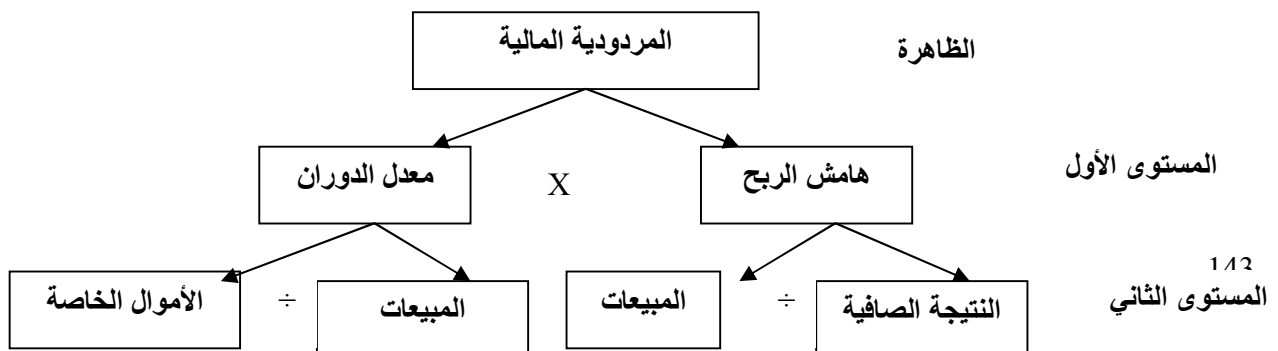 المردودية المالية
الظاهرة
هامش الربح X معدل الدوران
المستوى الأول
143
النتيجة الصافية ÷ المبيعات
المبيعات ÷ الأموال الخاصة
المستوى الثاني